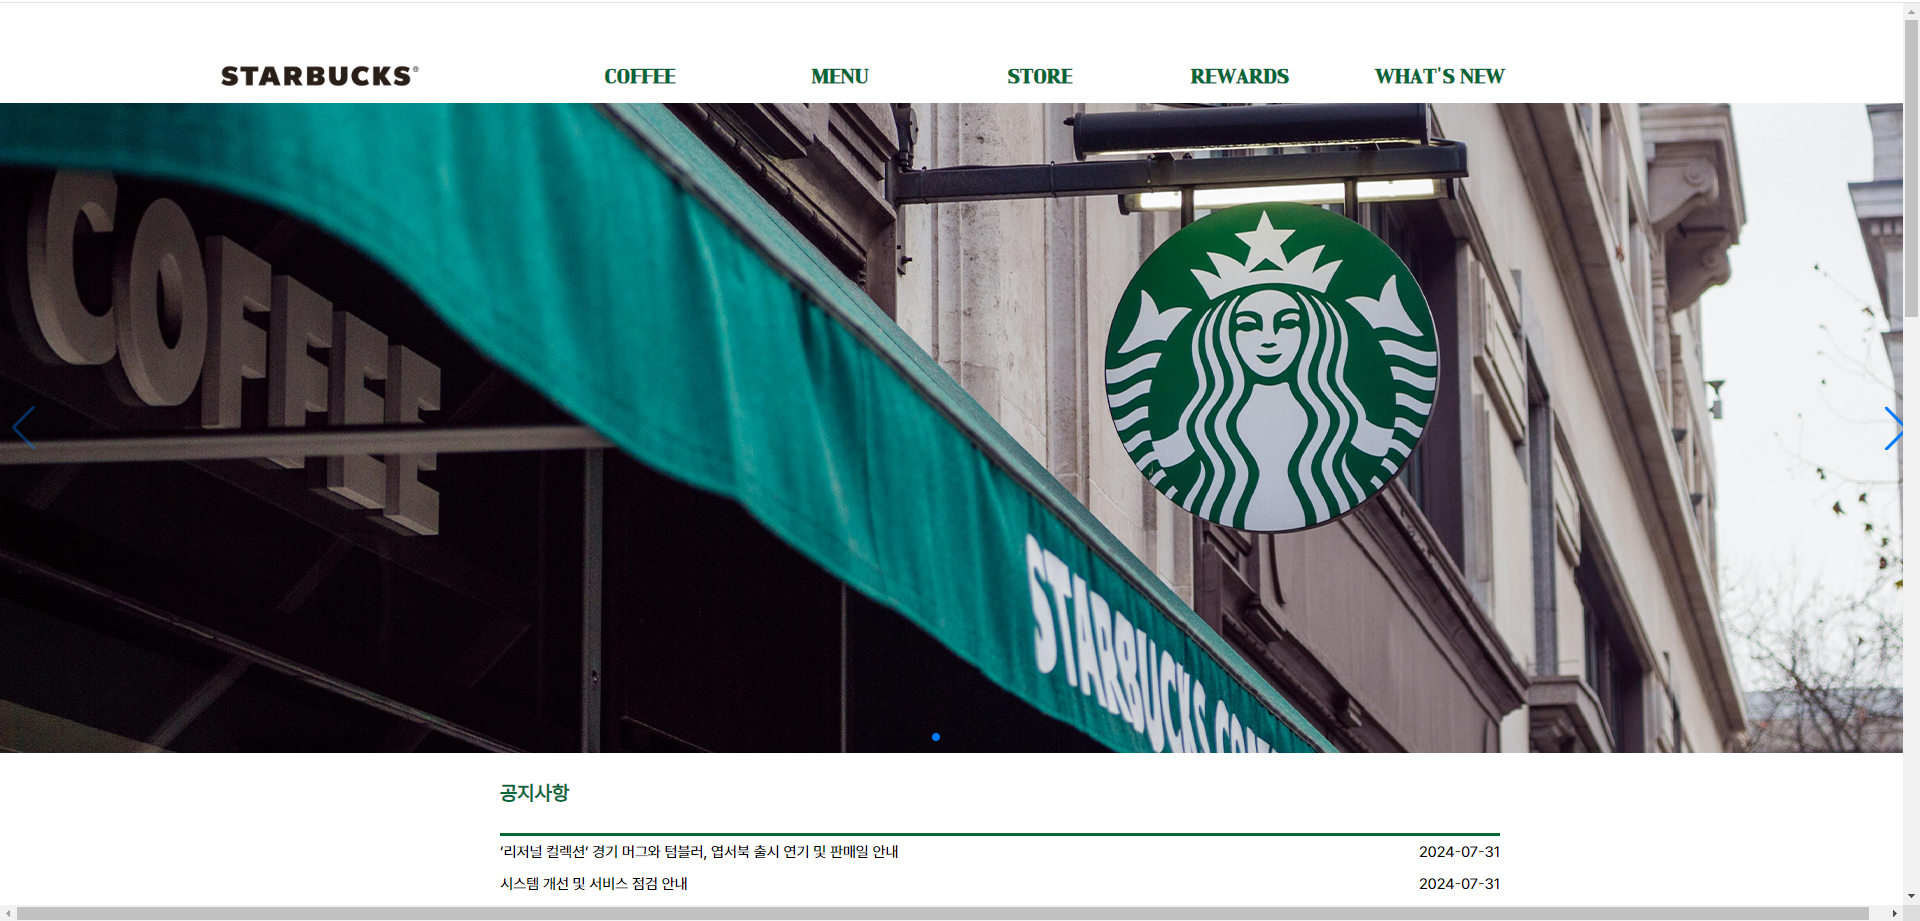 STARBUCKS®
COFFEE MENU STORE REWARDS WHAT'S NEW
COFFEE
STARBUCKS
공지사항
'리저널 컬렉션' 경기 머그와 텀블러, 엽서북 출시 연기 및 판매일 안내 2024-07-31
시스템 개선 및 서비스 점검 안내 2024-07-31